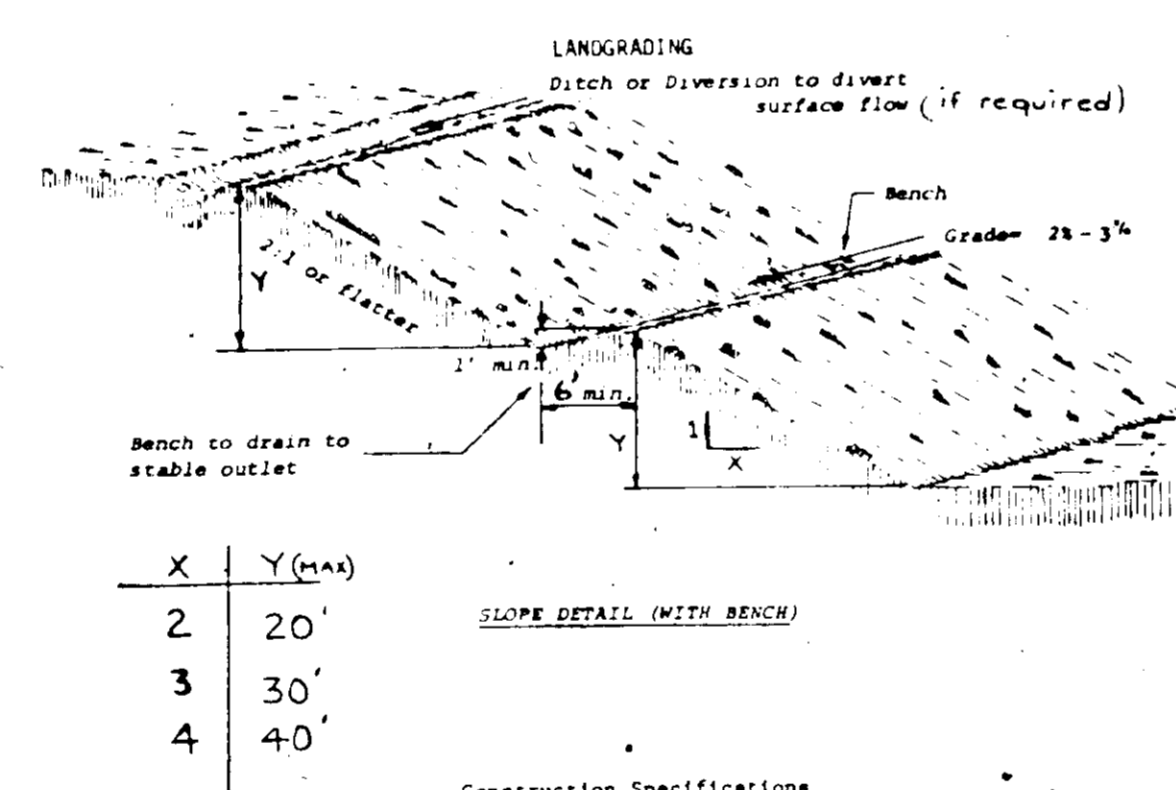 LANDGRADING
Ditch or Diversion to divert
surface flow (if required)
Bench
Grade= 2% - 3%
Y
2:1 or flatter
1' min.
6' min.
Y
1
X
Bench to drain to
stable outlet
X Y (MAX)
2 20'
3 30'
4 40'
SLOPE DETAIL (WITH BENCH)
Construction Specifications